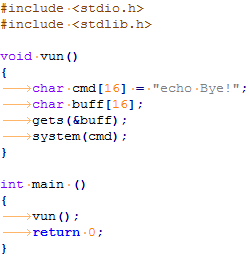 #include <stdio.h>
#include <stdlib.h>

void vun()
{
	char cmd[16] = "echo Bye!";
	char buff[16];
	gets(&buff);
	system(cmd);
}

int main ()
{
	vun();
	return 0;
}